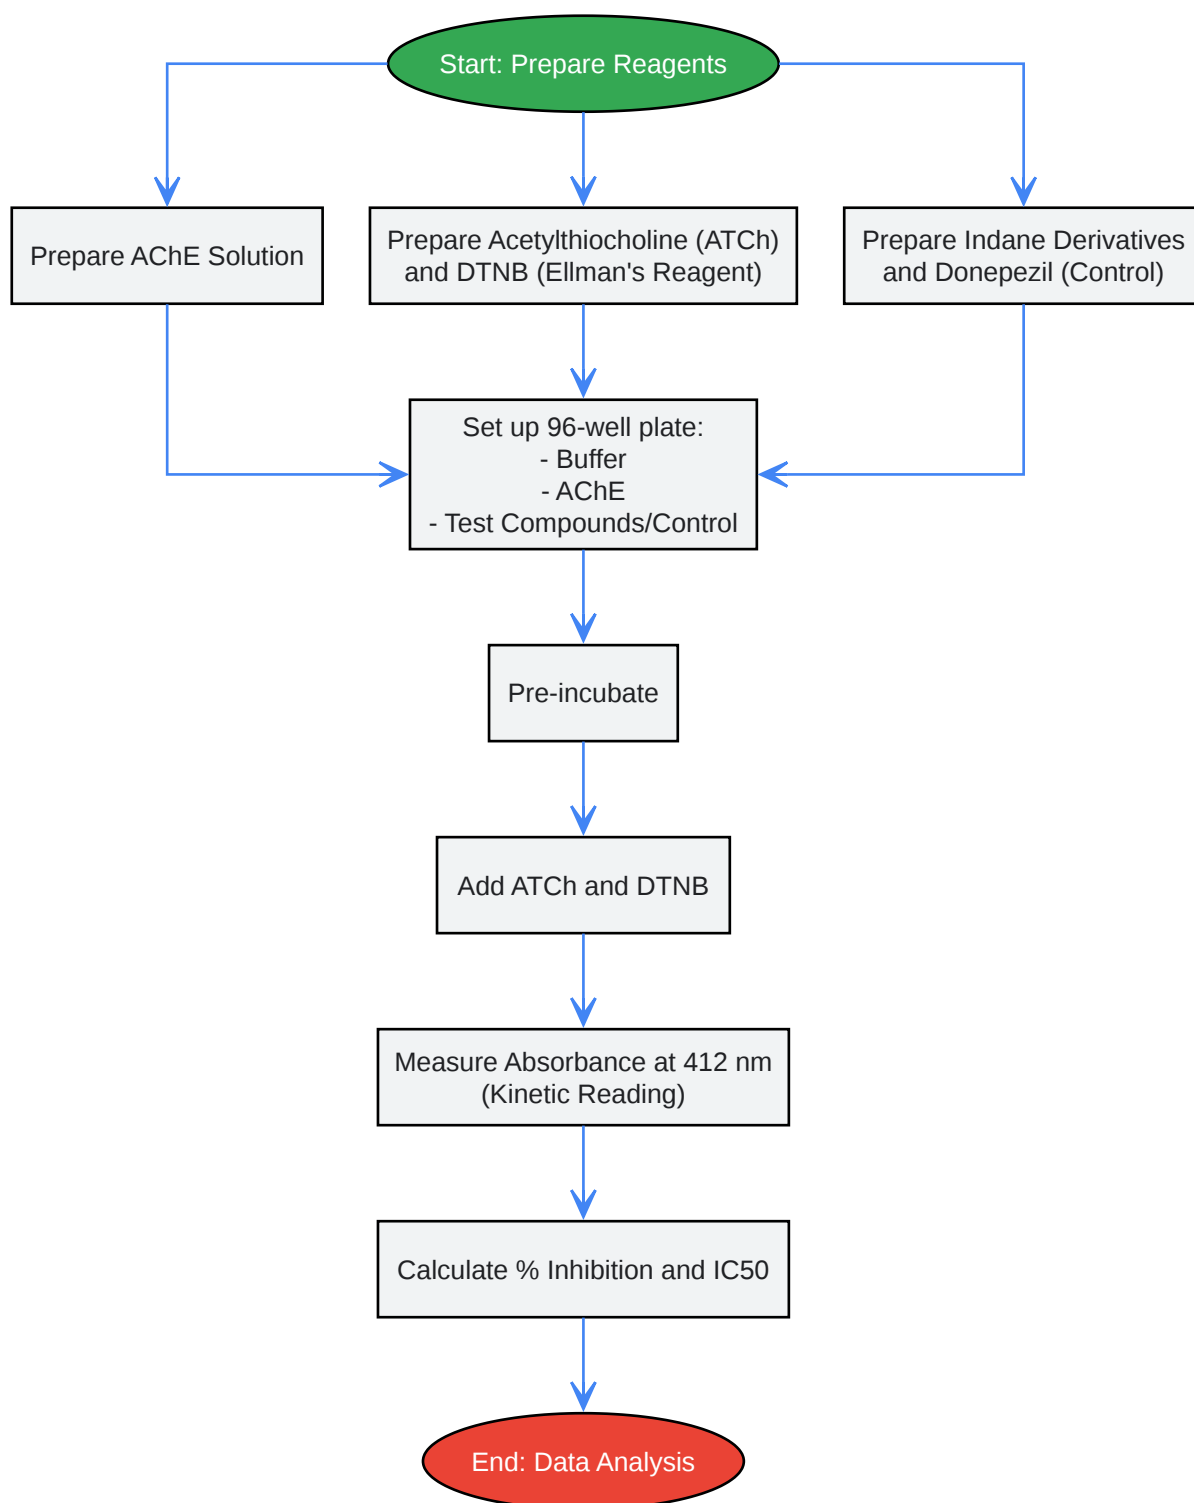 Start: Prepare Reagents
Prepare AChE Solution
Prepare Acetylthiocholine (ATCh)
and DTNB (Ellman's Reagent)
Prepare Indane Derivatives
and Donepezil (Control)
Set up 96-well plate:
- Buffer
- AChE
- Test Compounds/Control
Pre-incubate
Add ATCh and DTNB
Measure Absorbance at 412 nm
(Kinetic Reading)
Calculate % Inhibition and IC50
End: Data Analysis